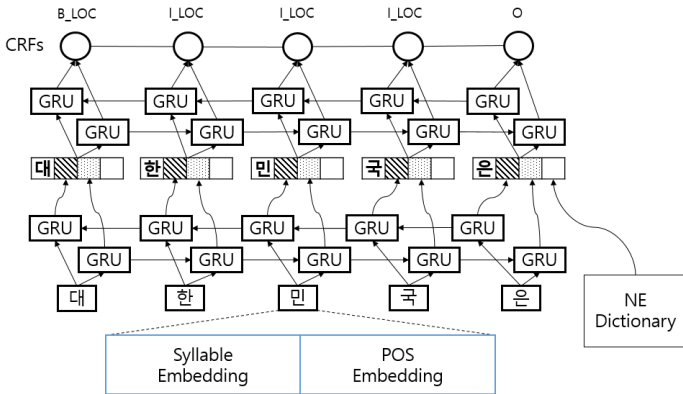 B_LOC I_LOC I_LOC I_LOC O
CRFs
GRU GRU GRU GRU GRU
GRU GRU GRU GRU GRU
대 한 민 국 은
GRU GRU GRU GRU GRU
GRU GRU GRU GRU GRU
대 한 민 국 은
NE
Dictionary
Syllable
Embedding
POS
Embedding